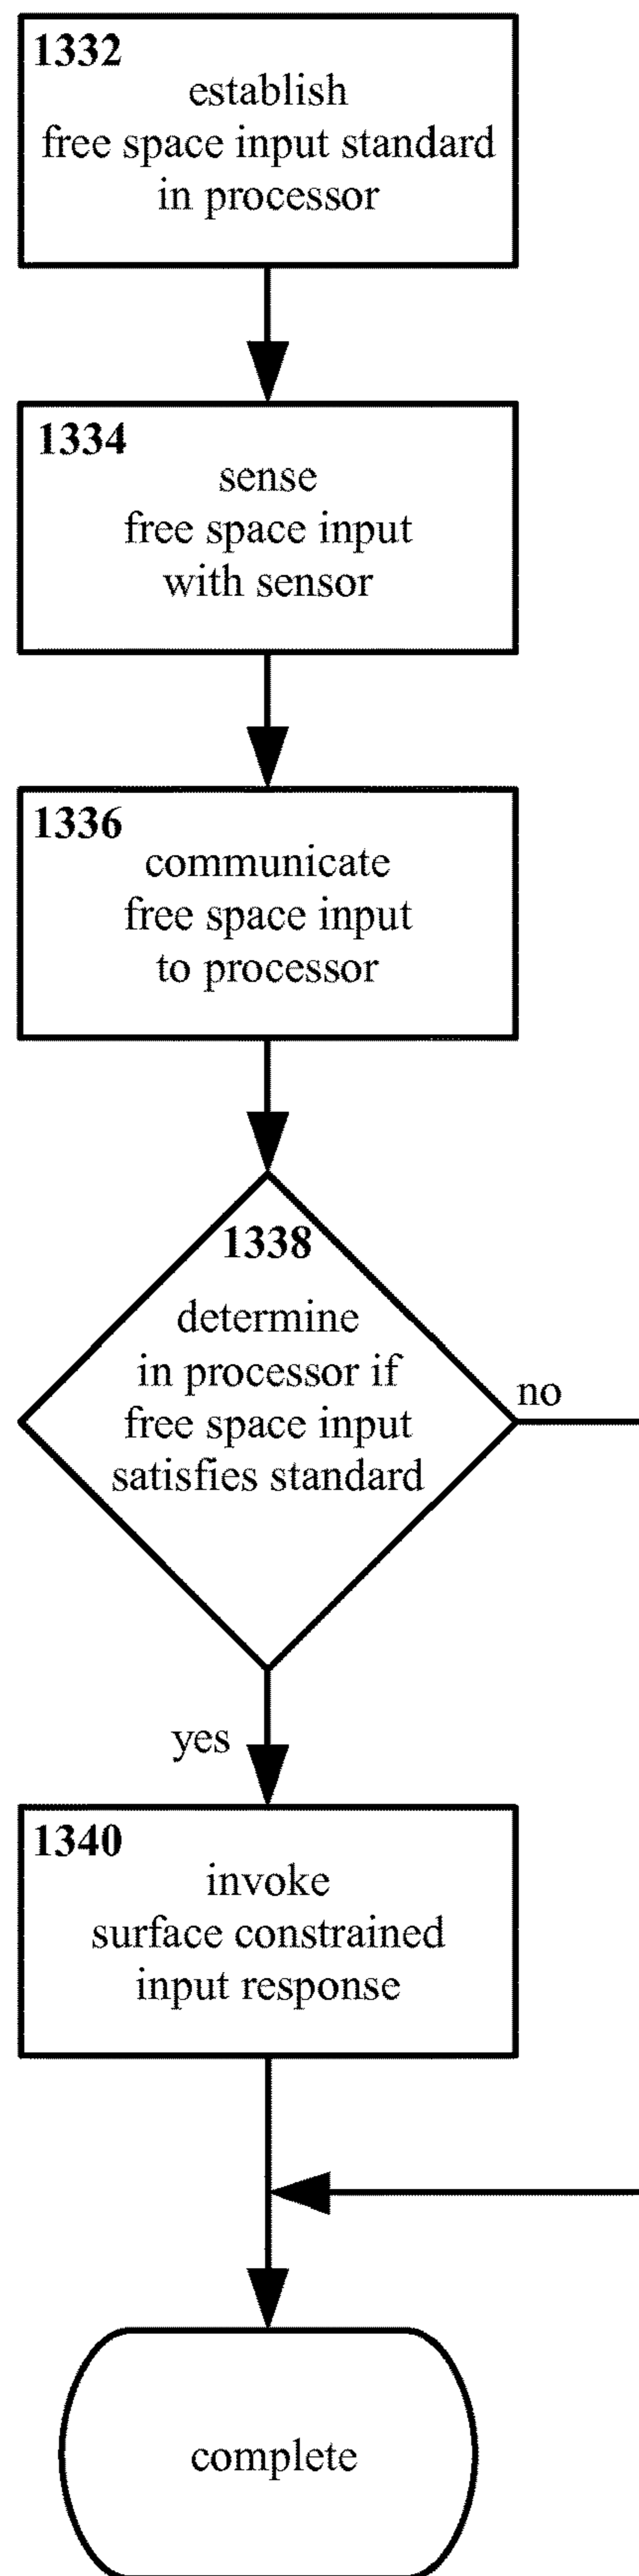 1332
establish
free space input standard
in processor
1334
sense
free space input
with sensor
1336
communicate
free space input
to processor
1338
determine
in processor if
free space input
satisfies standard
no
yes
1340
invoke
surface constrained
input response
complete